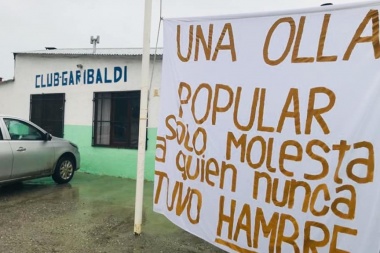 CLUB-GARIBALDI
UNA OLLA
POPULAR
SOLO MOLESTA
a quien nunca
TUVO HAMBRE